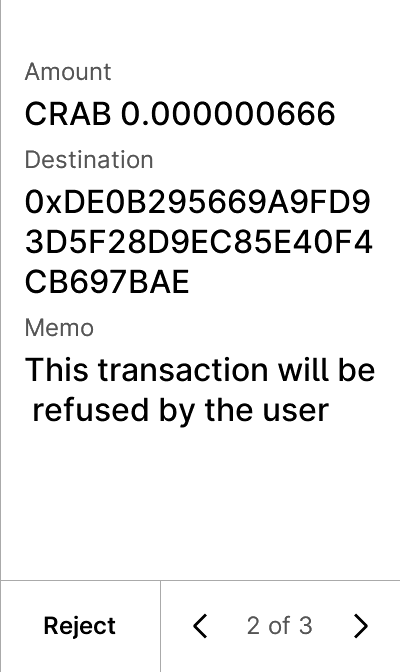 Amount
CRAB 0.000000666
Destination
0xDE0B295669A9FD9
3D5F28D9EC85E40F4
CB697BAE
Memo
This transaction will be
refused by the user
Reject
2 of 3